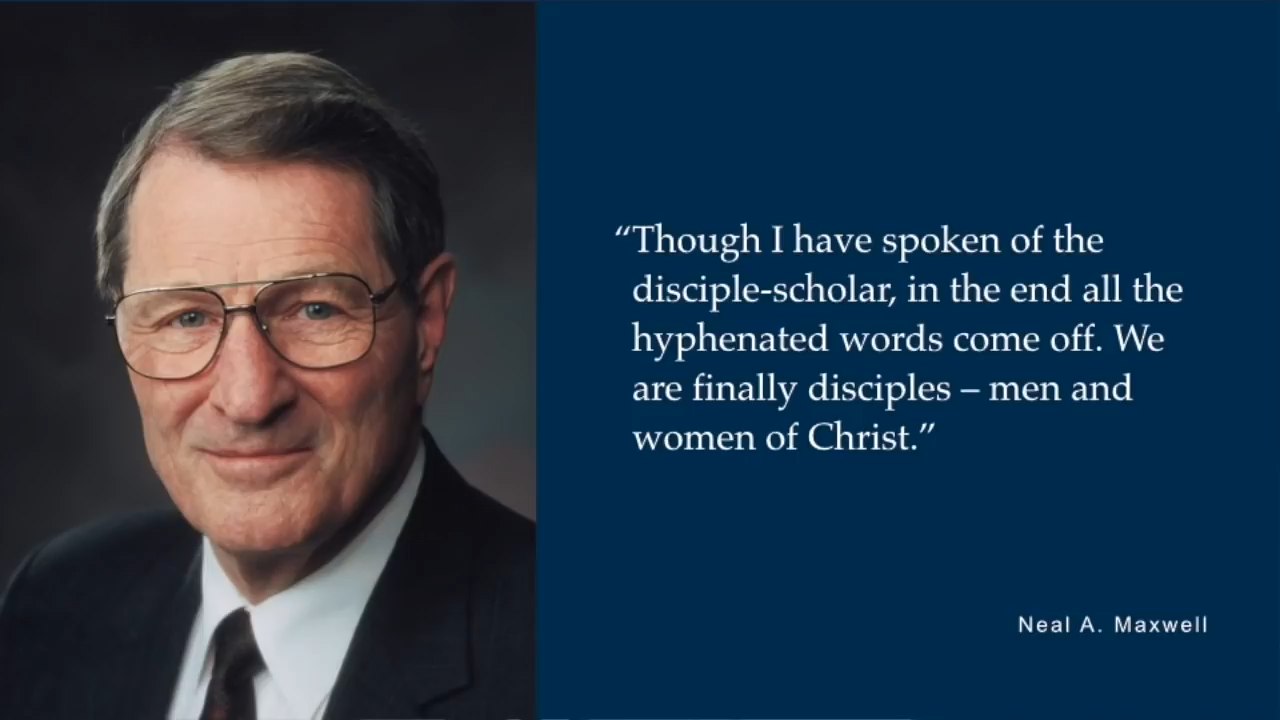 “Though I have spoken of the
disciple-scholar, in the end all the
hyphenated words come off. We
are finally disciples – men and
women of Christ.”
Neal A. Maxwell